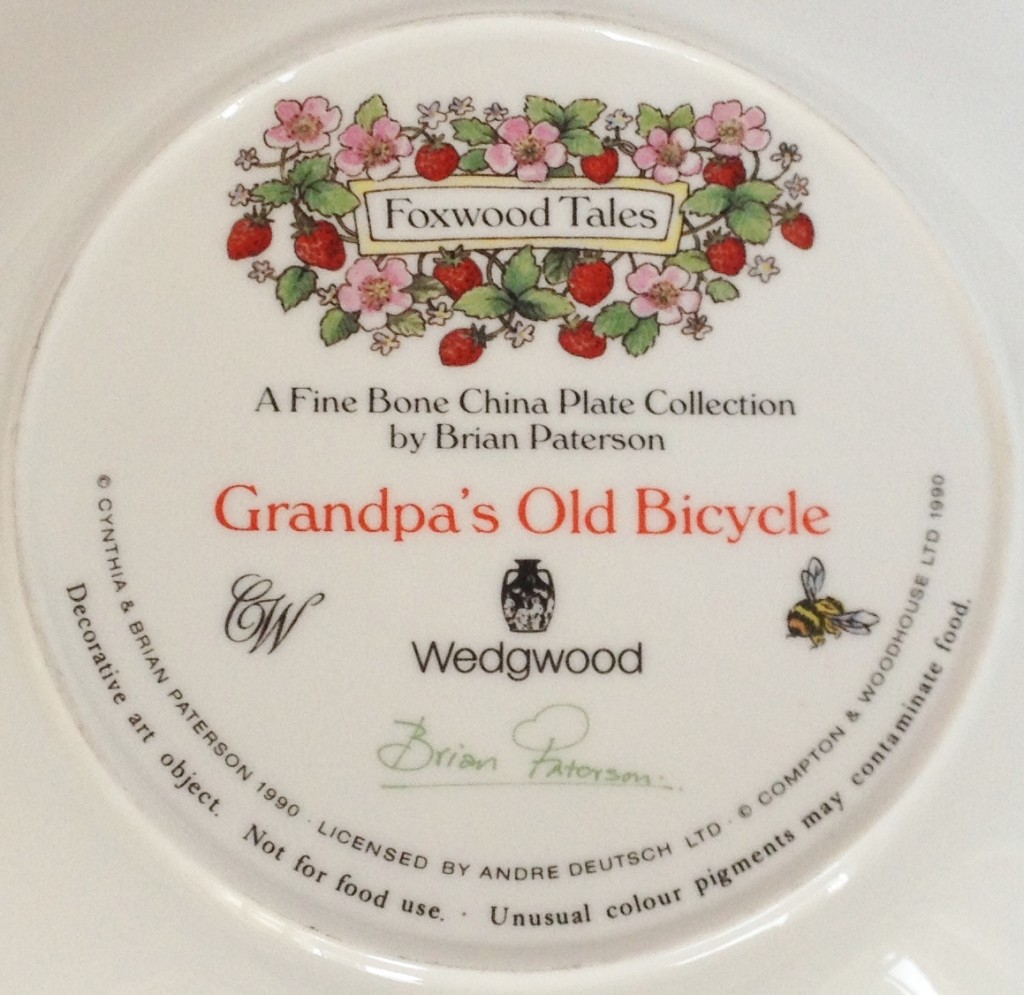 Foxwood Tales
A Fine Bone China Plate Collection
by Brian Paterson
Grandpa's Old Bicycle
CW
Wedgwood
Brian Paterson.
© CYNTHIA & BRIAN PATERSON 1990 · LICENSED BY ANDRE DEUTSCH LTD · © COMPTON & WOODHOUSE LTD 1990
Decorative art object. Not for food use. · Unusual colour pigments may contaminate food.